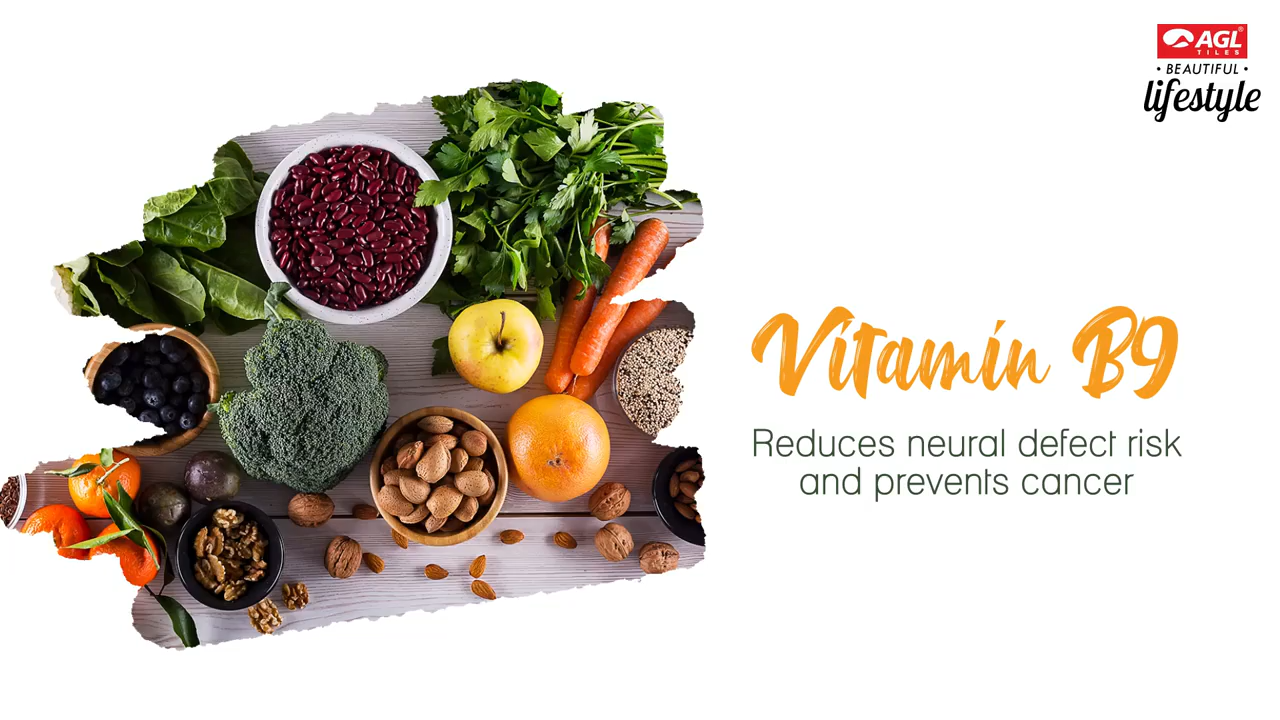 AGL
TILES
• BEAUTIFUL •
lifestyle
Vitamin B9
Reduces neural defect risk
and prevents cancer